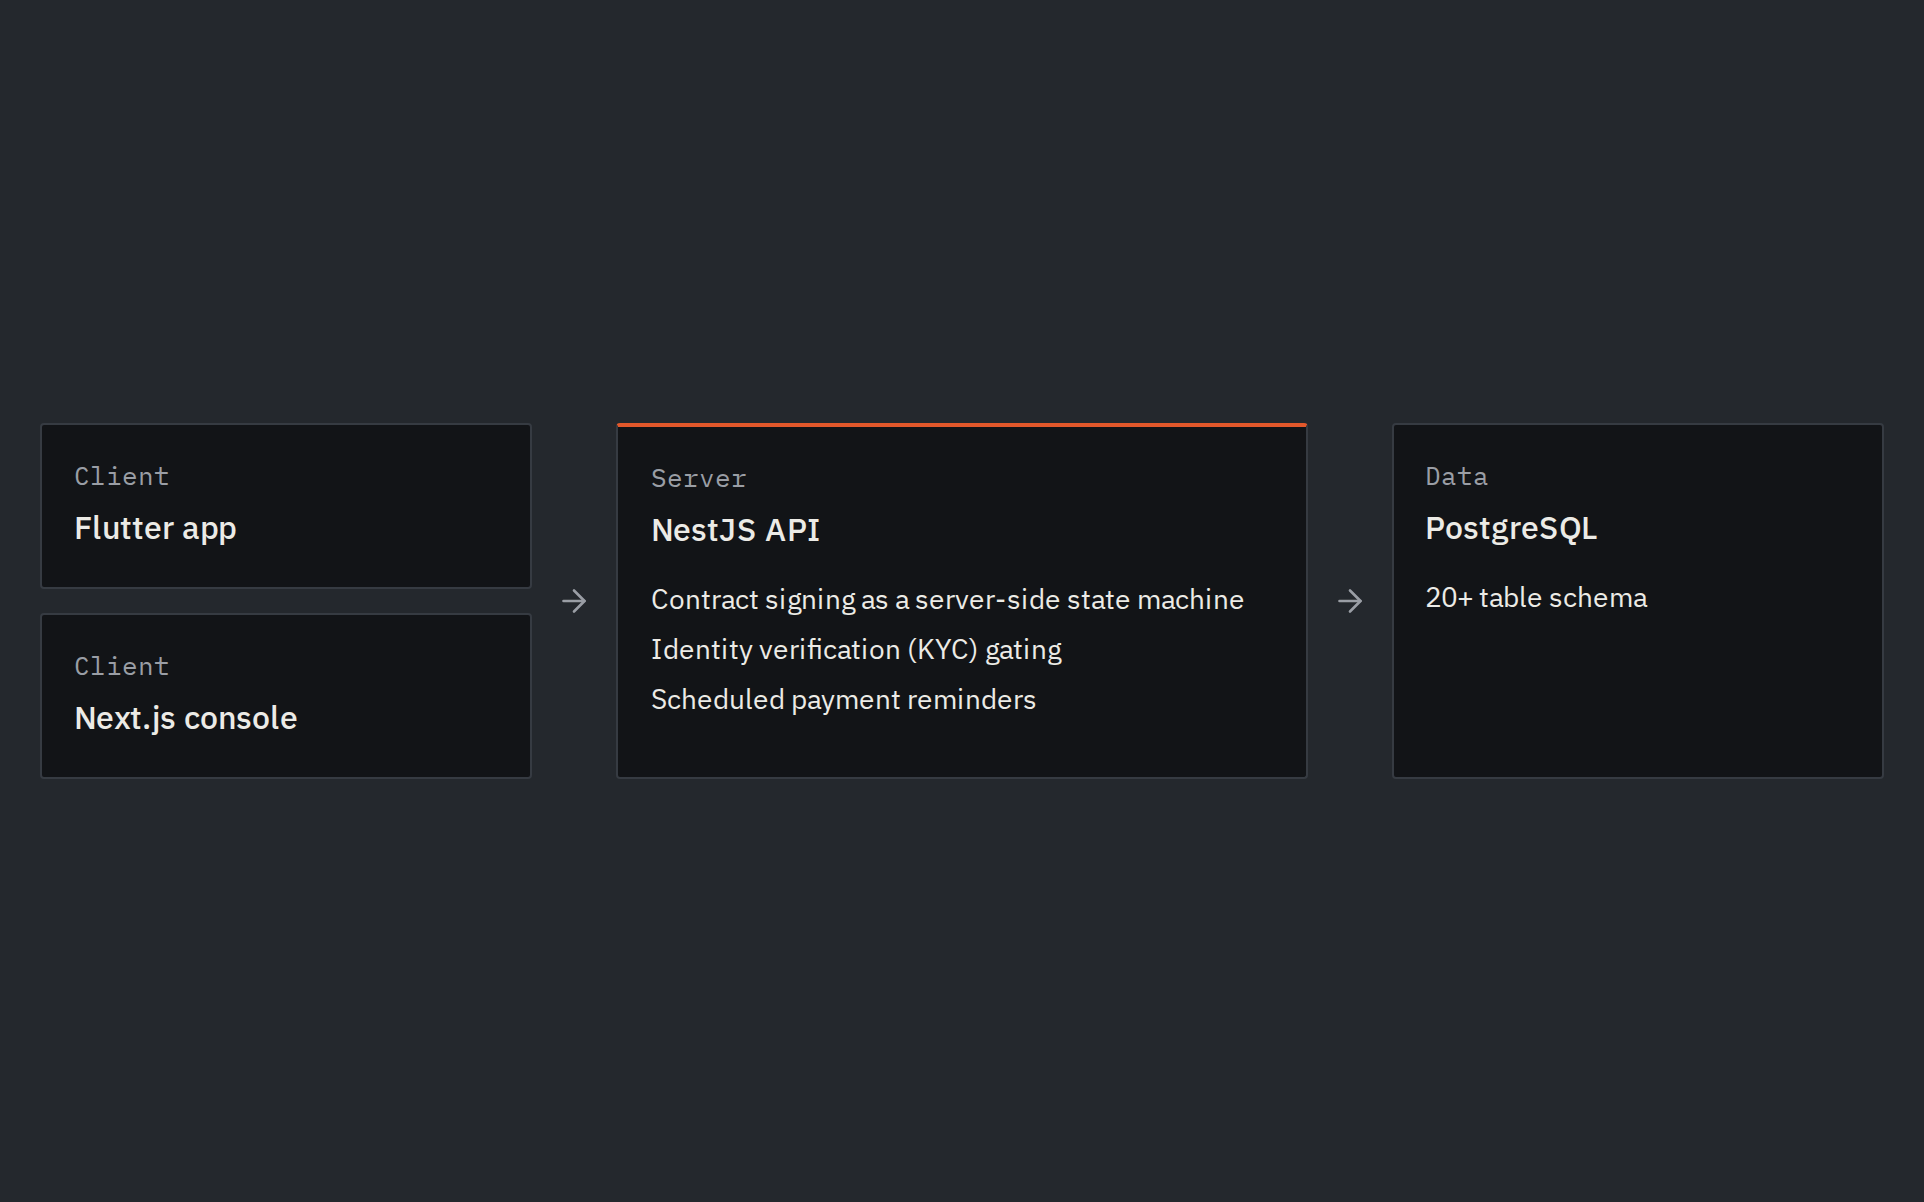 Client
Flutter app
Client
Next.js console
Server
NestJS API
Contract signing as a server-side state machine
Identity verification (KYC) gating
Scheduled payment reminders
Data
PostgreSQL
20+ table schema